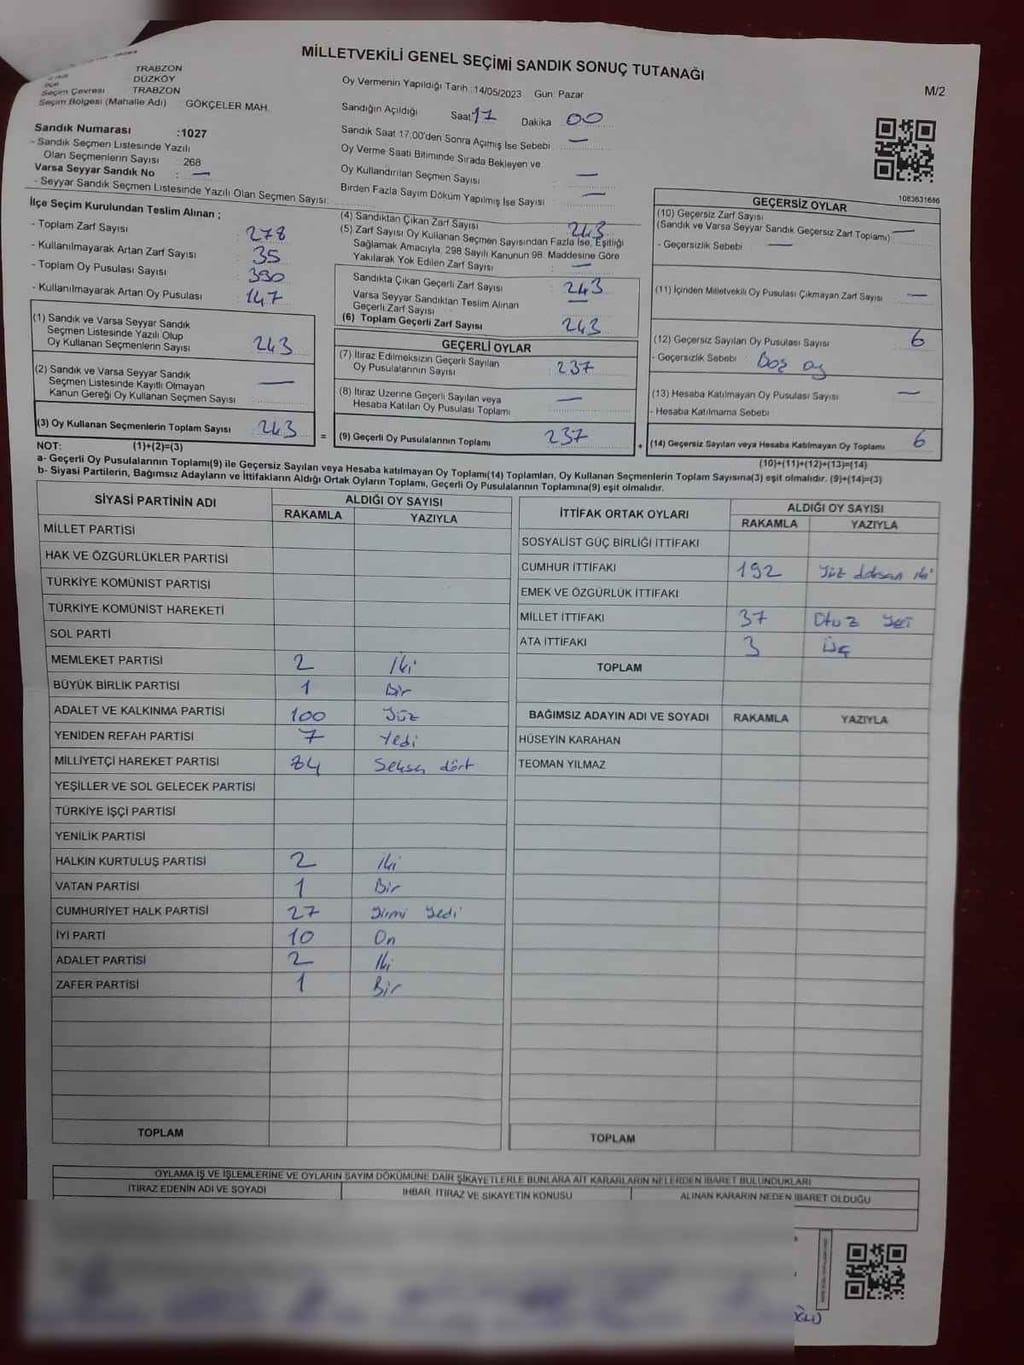 MİLLETVEKİLİ GENEL SEÇİMİ SANDIK SONUÇ TUTANAĞI
M/2
TRABZON
DÜZKÖY
Seçim Çevresi TRABZON
Seçim Bölgesi (Mahalle Adı) GÖKÇELER MAH.
Sandık Numarası :1027
- Sandık Seçmen Listesinde Yazılı
Olan Seçmenlerin Sayısı 268
Varsa Seyyar Sandık No : —
- Seyyar Sandık Seçmen Listesinde Yazılı Olan Seçmen Sayısı:
Oy Vermenin Yapıldığı Tarih :14/05/2023 Gün: Pazar
Sandığın Açıldığı Saat 17 Dakika 00
Sandık Saat 17.00'den Sonra Açımış İse Sebebi —
Oy Verme Saati Bitiminde Sırada Bekleyen ve
Oy Kullandırılan Seçmen Sayısı —
Birden Fazla Sayım Döküm Yapılmış İse Sayısı —
İlçe Seçim Kurulundan Teslim Alınan ;
- Toplam Zarf Sayısı : 278
- Kullanılmayarak Artan Zarf Sayısı : 35
- Toplam Oy Pusulası Sayısı : 390
- Kullanılmayarak Artan Oy Pusulası : 147
(1) Sandık ve Varsa Seyyar Sandık
Seçmen Listesinde Yazılı Olup
Oy Kullanan Seçmenlerin Sayısı 243
(2) Sandık ve Varsa Seyyar Sandık
Seçmen Listesinde Kayıtlı Olmayan
Kanun Gereği Oy Kullanan Seçmen Sayısı —
(3) Oy Kullanan Seçmenlerin Toplam Sayısı 243
(4) Sandıktan Çıkan Zarf Sayısı 243
(5) Zarf Sayısı Oy Kullanan Seçmen Sayısından Fazla İse, Eşitliği
Sağlamak Amacıyla, 298 Sayılı Kanunun 98. Maddesine Göre
Yakılarak Yok Edilen Zarf Sayısı : —
Sandıkta Çıkan Geçerli Zarf Sayısı : 243
Varsa Seyyar Sandıktan Teslim Alınan
Geçerli Zarf Sayısı —
(6) Toplam Geçerli Zarf Sayısı 243
GEÇERLİ OYLAR
(7) İtiraz Edilmeksizin Geçerli Sayılan
Oy Pusulalarının Sayısı : 237
(8) İtiraz Üzerine Geçerli Sayılan veya
Hesaba Katılan Oy Pusulası Toplamı —
= (9) Geçerli Oy Pusulalarının Toplamı 237
GEÇERSİZ OYLAR
1083631686
(10) Geçersiz Zarf Sayısı
(Sandık ve Varsa Seyyar Sandık Geçersiz Zarf Toplamı) —
- Geçersizlik Sebebi —
(11) İçinden Milletvekili Oy Pusulası Çıkmayan Zarf Sayısı —
(12) Geçersiz Sayılan Oy Pusulası Sayısı 6
- Geçersizlik Sebebi Boş oy
(13) Hesaba Katılmayan Oy Pusulası Sayısı —
- Hesaba Katılmama Sebebi
+ (14) Geçersiz Sayılan veya Hesaba Katılmayan Oy Toplamı 6
NOT: (1)+(2)=(3)
(10)+(11)+(12)+(13)=(14)
a- Geçerli Oy Pusulalarının Toplamı(9) ile Geçersiz Sayılan veya Hesaba katılmayan Oy Toplamı(14) Toplamları, Oy Kullanan Seçmenlerin Toplam Sayısına(3) eşit olmalıdır. (9)+(14)=(3)
b- Siyasi Partilerin, Bağımsız Adayların ve İttifakların Aldığı Ortak Oyların Toplamı, Geçerli Oy Pusulalarının Toplamına(9) eşit olmalıdır.
SİYASİ PARTİNİN ADI ALDIĞI OY SAYISI
RAKAMLA YAZIYLA
MİLLET PARTİSİ
HAK VE ÖZGÜRLÜKLER PARTİSİ
TÜRKİYE KOMÜNİST PARTİSİ
TÜRKİYE KOMÜNİST HAREKETİ
SOL PARTİ
MEMLEKET PARTİSİ 2 İki
BÜYÜK BİRLİK PARTİSİ 1 Bir
ADALET VE KALKINMA PARTİSİ 100 Yüz
YENİDEN REFAH PARTİSİ 7 Yedi
MİLLİYETÇİ HAREKET PARTİSİ 84 Seksen dört
YEŞİLLER VE SOL GELECEK PARTİSİ
TÜRKİYE İŞÇİ PARTİSİ
YENİLİK PARTİSİ
HALKIN KURTULUŞ PARTİSİ 2 İki
VATAN PARTİSİ 1 Bir
CUMHURİYET HALK PARTİSİ 27 Yirmi Yedi
İYİ PARTİ 10 On
ADALET PARTİSİ 2 İki
ZAFER PARTİSİ 1 Bir
TOPLAM
İTTİFAK ORTAK OYLARI ALDIĞI OY SAYISI
RAKAMLA YAZIYLA
SOSYALİST GÜÇ BİRLİĞİ İTTİFAKI
CUMHUR İTTİFAKI 192 Yüz doksan iki
EMEK VE ÖZGÜRLÜK İTTİFAKI
MİLLET İTTİFAKI 37 Otuz Yedi
ATA İTTİFAKI 3 Üç
TOPLAM
BAĞIMSIZ ADAYIN ADI VE SOYADI RAKAMLA YAZIYLA
HÜSEYİN KARAHAN
TEOMAN YILMAZ
TOPLAM
OYLAMA İŞ VE İŞLEMLERİNE VE OYLARIN SAYIM DÖKÜMÜNE DAİR ŞİKAYETLERLE BUNLARA AİT KARARLARIN NELERDEN İBARET BULUNDUKLARI
İTİRAZ EDENİN ADI VE SOYADI İHBAR, İTİRAZ VE ŞİKAYETİN KONUSU ALINAN KARARIN NEDEN İBARET OLDUĞU